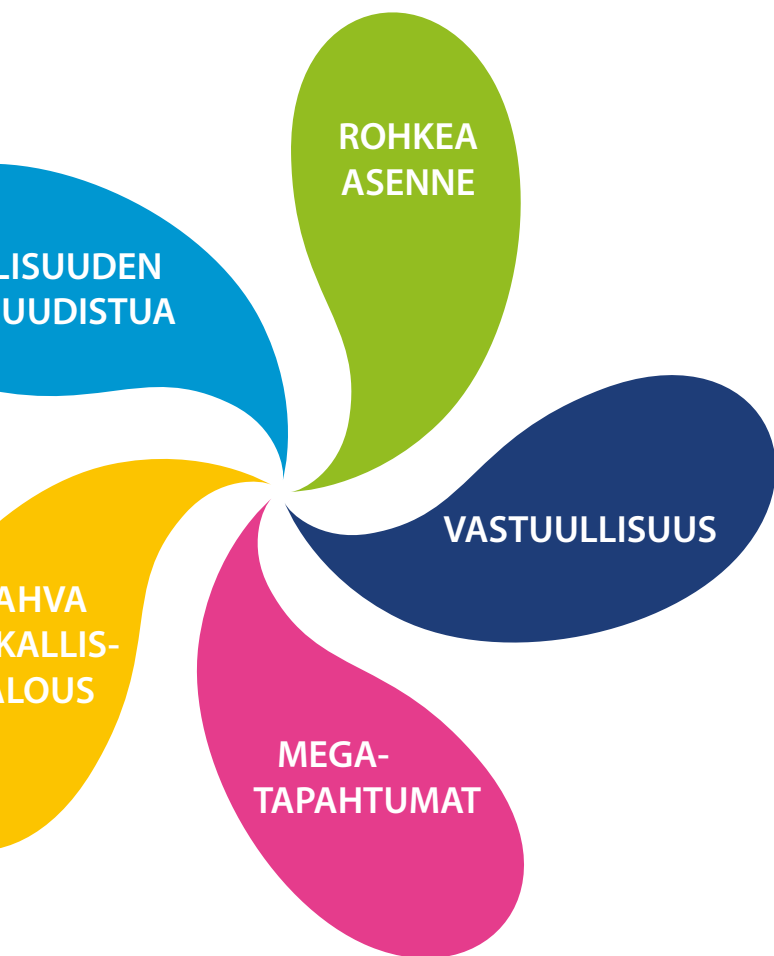 ROHKEA
ASENNE
LISUUDEN
UUDISTUA
VASTUULLISUUS
AHVA
KALLIS-
ALOUS
MEGA-
TAPAHTUMAT